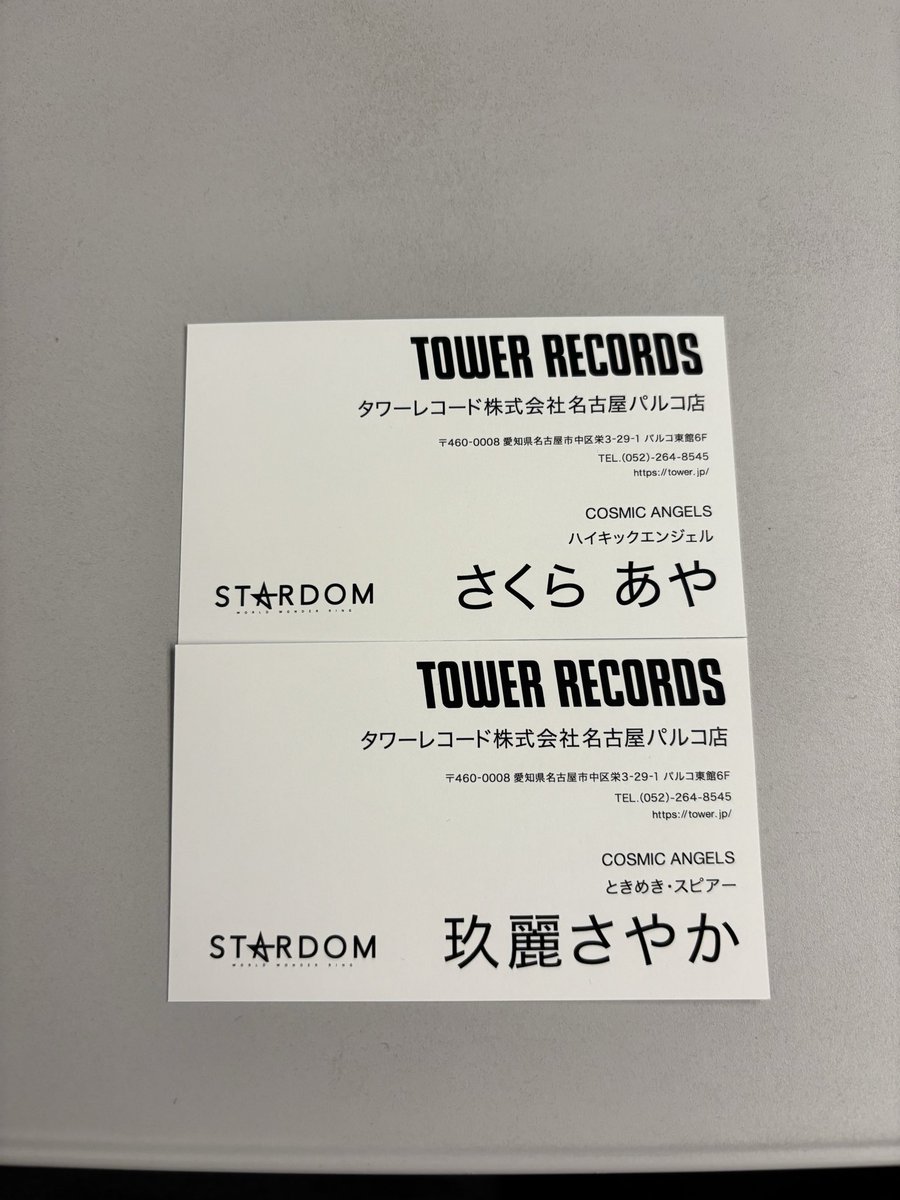 TOWER RECORDS
タワーレコード株式会社名古屋パルコ店
〒460-0008 愛知県名古屋市中区栄3-29-1 パルコ東館6F
TEL.(052)-264-8545
https://tower.jp/
COSMIC ANGELS
ハイキックエンジェル
さくら あや
STARDOM
WORLD WONDER RING
TOWER RECORDS
タワーレコード株式会社名古屋パルコ店
〒460-0008 愛知県名古屋市中区栄3-29-1 パルコ東館6F
TEL.(052)-264-8545
https://tower.jp/
COSMIC ANGELS
ときめき・スピアー
玖麗さやか
STARDOM
WORLD WONDER RING